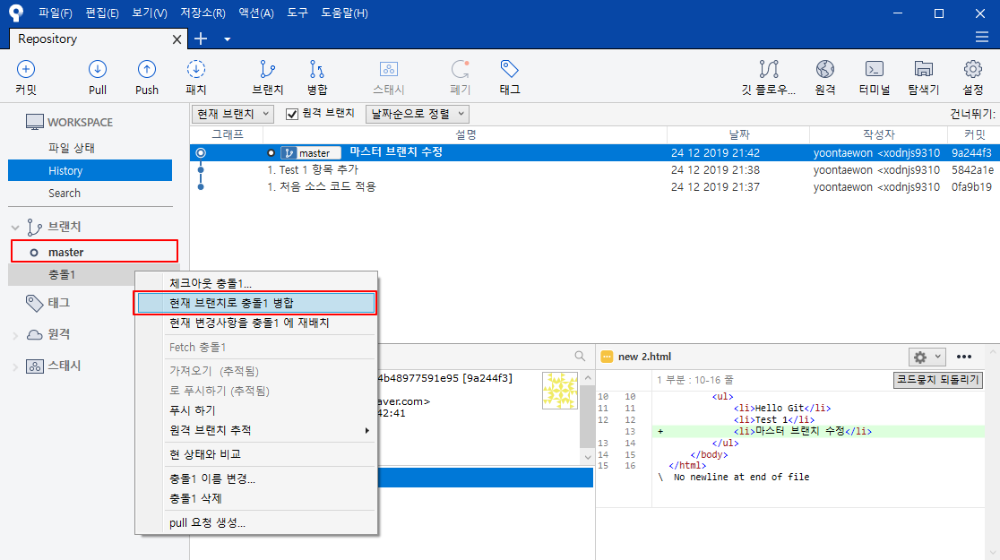 파일(F) 편집(E) 보기(V) 저장소(R) 액션(A) 도구 도움말(H)
Repository
커밋 Pull Push 패치 브랜치 병합 스태시 폐기 태그 깃 플로우... 원격 터미널 탐색기 설정
WORKSPACE
파일 상태
History
Search
브랜치
master
충돌1
태그
원격
스태시
현재 브랜치 원격 브랜치 날짜순으로 정렬 건너뛰기:
그래프 설명 날짜 작성자 커밋
master 마스터 브랜치 수정 24 12 2019 21:42 yoontaewon <xodnjs9310 9a244f3
1. Test 1 항목 추가 24 12 2019 21:38 yoontaewon <xodnjs9310 5842a1e
1. 처음 소스 코드 적용 24 12 2019 21:37 yoontaewon <xodnjs9310 0fa9b19
체크아웃 충돌1...
현재 브랜치로 충돌1 병합
현재 변경사항을 충돌1 에 재배치
Fetch 충돌1
가져오기 (추적됨)
로 푸시하기 (추적됨)
푸시 하기
원격 브랜치 추적
현 상태와 비교
충돌1 이름 변경...
충돌1 삭제
pull 요청 생성...
4b48977591e95 [9a244f3]
aver.com>
42:41
new 2.html
1 부분 : 10-16 줄 코드뭉치 되돌리기
10 10 <ul>
11 11 <li>Hello Git</li>
12 12 <li>Test 1</li>
13 + <li>마스터 브랜치 수정</li>
13 14 </ul>
14 15 </body>
15 16 </html>
\ No newline at end of file